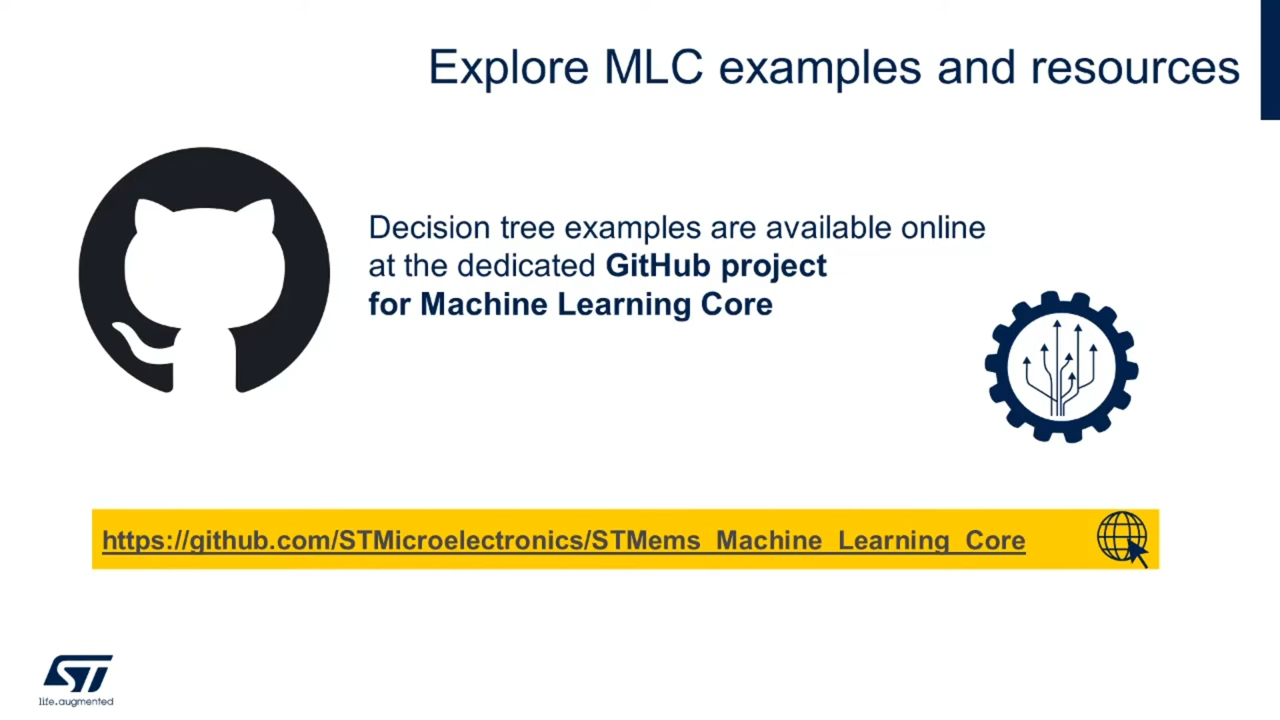 Explore MLC examples and resources
Decision tree examples are available online
at the dedicated GitHub project
for Machine Learning Core
https://github.com/STMicroelectronics/STMems_Machine_Learning_Core
ST
life.augmented